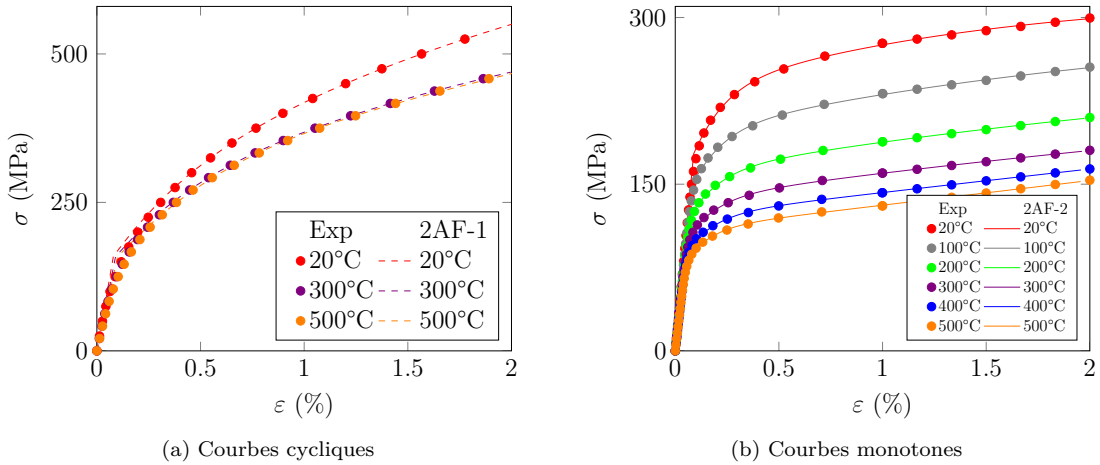 500
250
0
0
0.5
1
1.5
2
σ (MPa)
ε (%)
Exp 2AF-1
20°C 20°C
300°C 300°C
500°C 500°C
(a) Courbes cycliques
300
150
0
0
0.5
1
1.5
2
σ (MPa)
ε (%)
Exp 2AF-2
20°C 20°C
100°C 100°C
200°C 200°C
300°C 300°C
400°C 400°C
500°C 500°C
(b) Courbes monotones